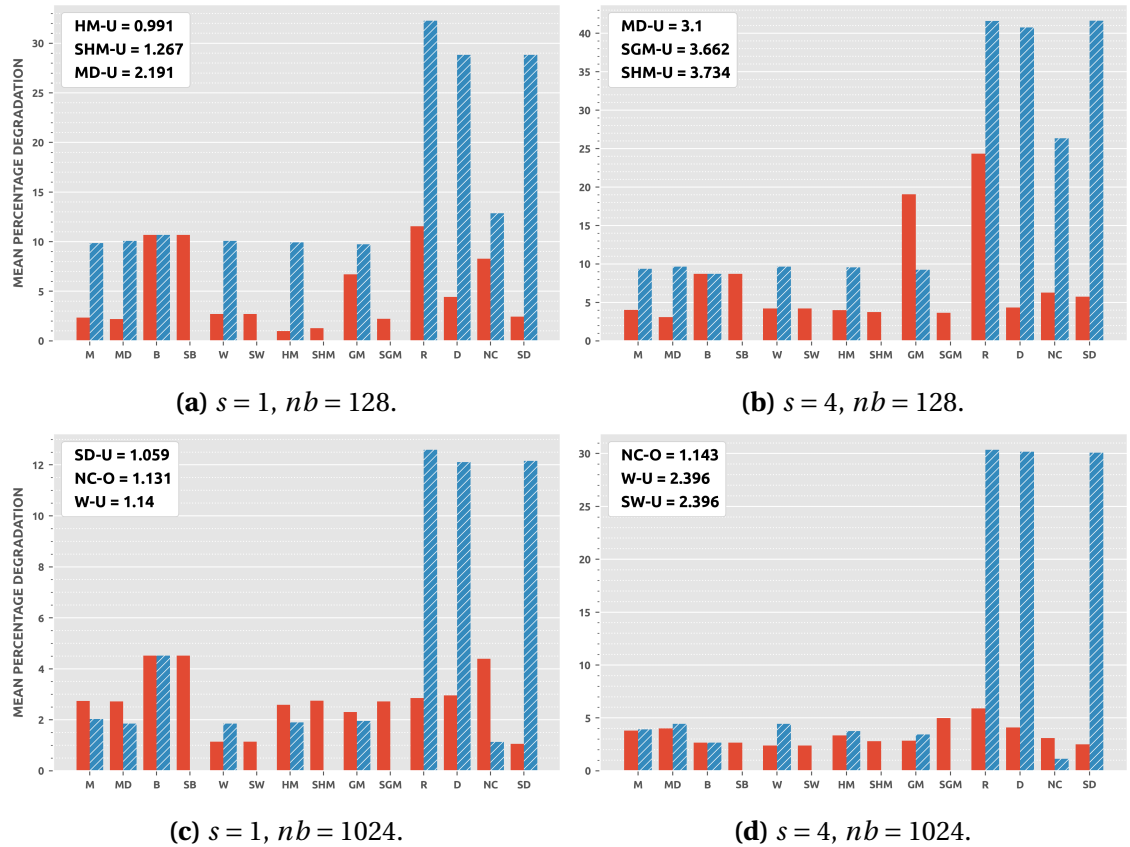 HM-U = 0.991
SHM-U = 1.267
MD-U = 2.191
MEAN PERCENTAGE DEGRADATION
30
25
20
15
10
5
0
M MD B SB W SW HM SHM GM SGM R D NC SD
(a) s = 1, nb = 128.
MD-U = 3.1
SGM-U = 3.662
SHM-U = 3.734
40
35
30
25
20
15
10
5
0
M MD B SB W SW HM SHM GM SGM R D NC SD
(b) s = 4, nb = 128.
SD-U = 1.059
NC-O = 1.131
W-U = 1.14
MEAN PERCENTAGE DEGRADATION
12
10
8
6
4
2
0
M MD B SB W SW HM SHM GM SGM R D NC SD
(c) s = 1, nb = 1024.
NC-O = 1.143
W-U = 2.396
SW-U = 2.396
30
25
20
15
10
5
0
M MD B SB W SW HM SHM GM SGM R D NC SD
(d) s = 4, nb = 1024.